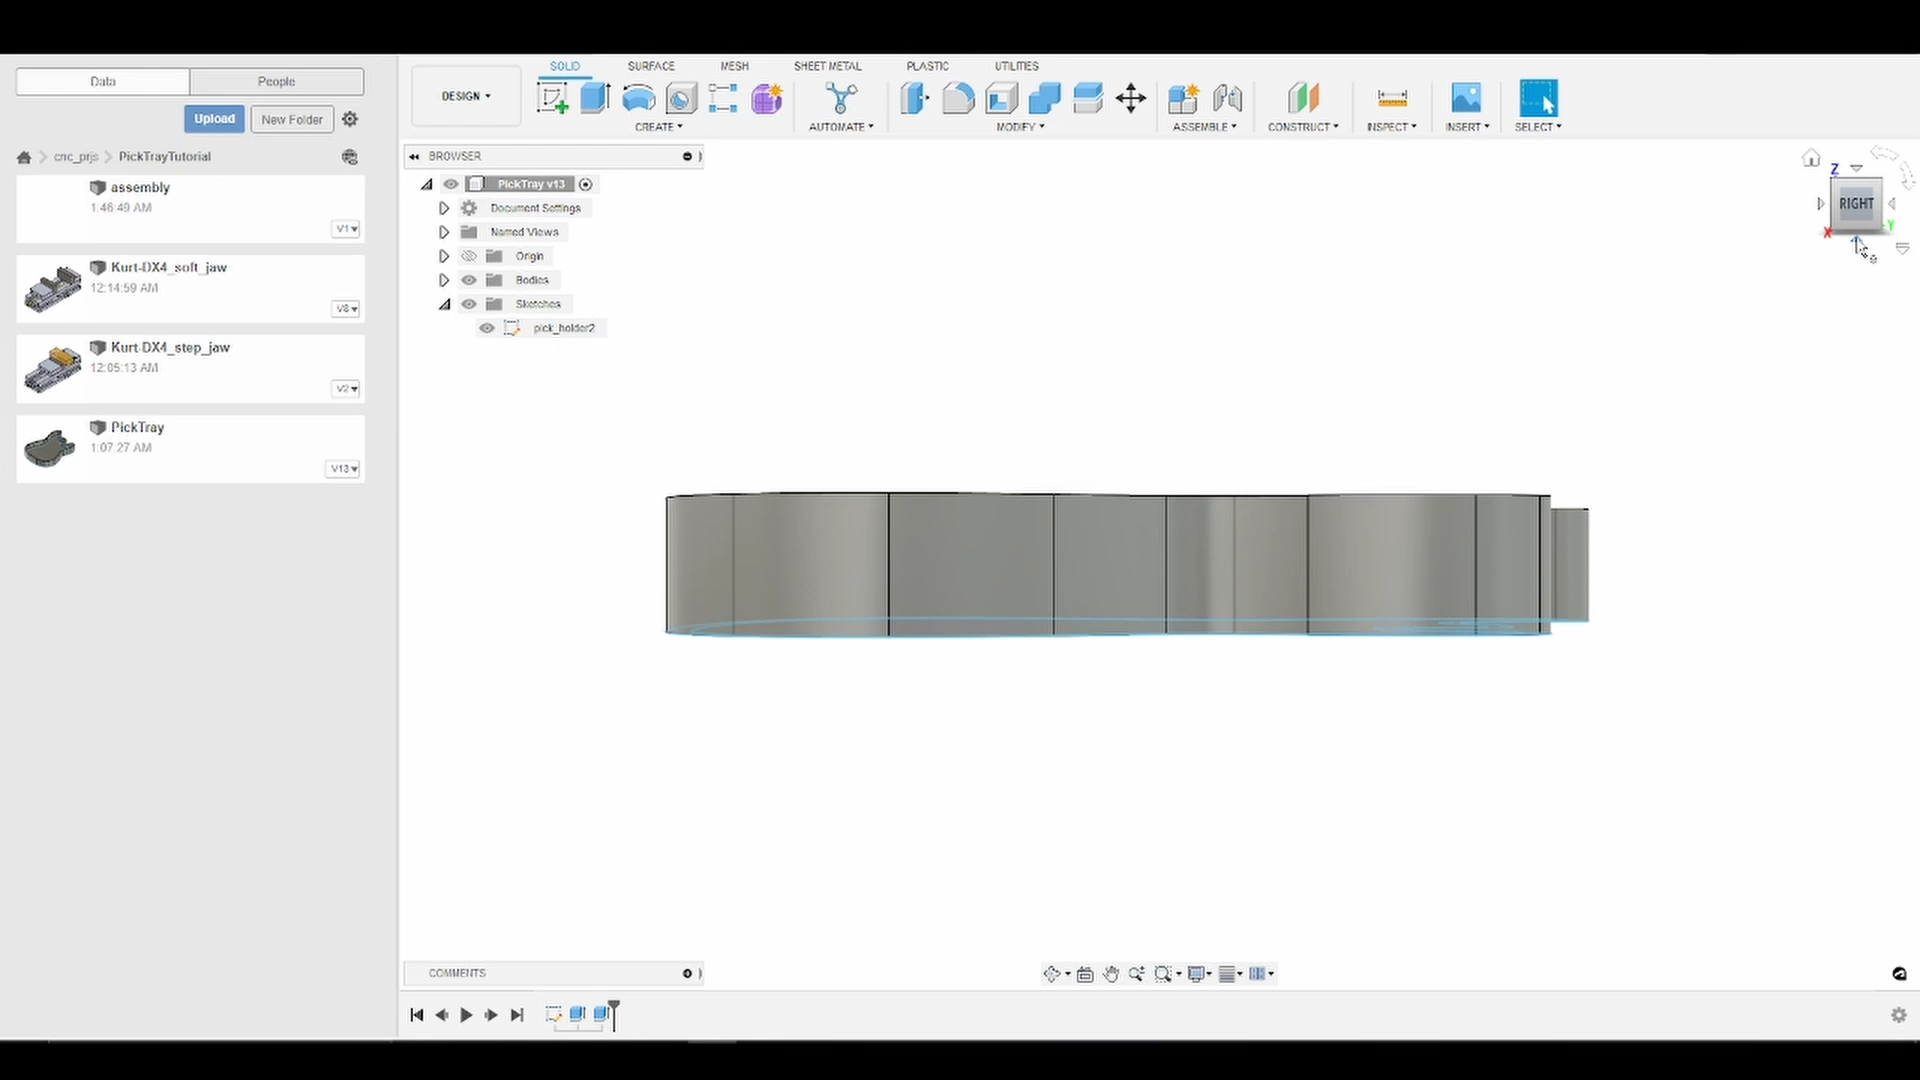 Data
People
Upload
New Folder
cnc_prjs
PickTrayTutorial
assembly
1:46:49 AM
V1
Kurt-DX4_soft_jaw
12:14:59 AM
V8
Kurt-DX4_step_jaw
12:05:13 AM
V2
PickTray
1:07:27 AM
V13
DESIGN
SOLID
SURFACE
MESH
SHEET METAL
PLASTIC
UTILITIES
CREATE
AUTOMATE
MODIFY
ASSEMBLE
CONSTRUCT
INSPECT
INSERT
SELECT
BROWSER
PickTray v13
Document Settings
Named Views
Origin
Bodies
Sketches
pick_holder2
Z
RIGHT
X
Y
COMMENTS